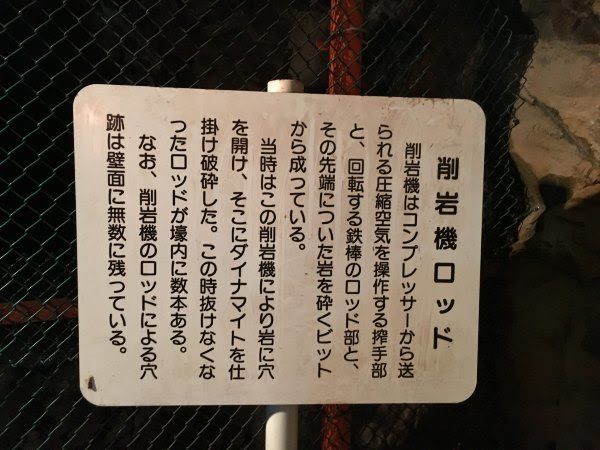 削岩機ロッド
削岩機はコンプレッサーから送
られる圧縮空気を操作する搾手部
と、回転する鉄棒のロッド部と、
その先端についた岩を砕くビット
から成っている。
当時はこの削岩機により岩に穴
を開け、そこにダイナマイトを仕
掛け破砕した。この時抜けなくな
ったロッドが壕内に数本ある。
なお、削岩機のロッドによる穴
跡は壁面に無数に残っている。